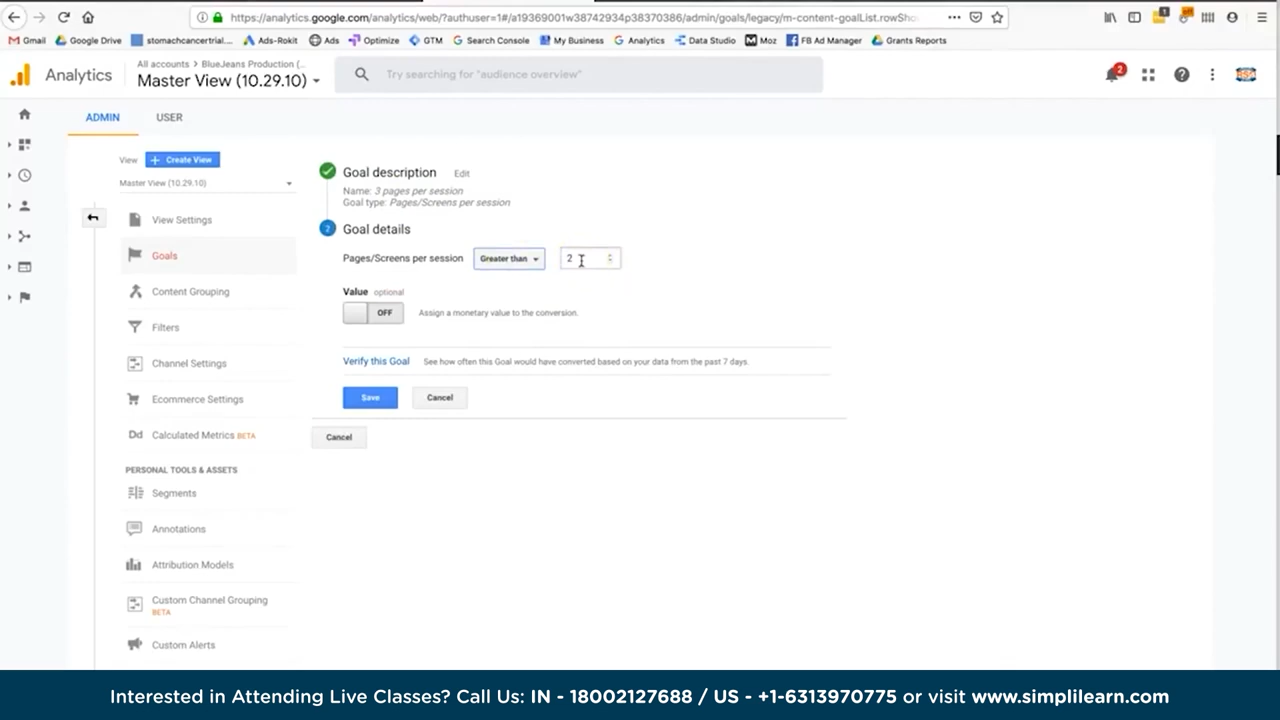 https://analytics.google.com/analytics/web/?authuser=1#/a19369001w38742934p38370386/admin/goals/legacy/m-content-goalList.rowSho
Gmail Google Drive stomachcancertrial... Ads-Rokit Ads Optimize GTM Search Console My Business Analytics Data Studio Moz FB Ad Manager Grants Reports
Analytics
All accounts > BlueJeans Production (..
Master View (10.29.10)
Try searching for "audience overview"
2
1
ADMIN USER
View + Create View
Master View (10.29.10)
View Settings
Goals
Content Grouping
Filters
Channel Settings
Ecommerce Settings
Dd Calculated Metrics BETA
PERSONAL TOOLS & ASSETS
Segments
Annotations
Attribution Models
Custom Channel Grouping
BETA
Custom Alerts
Goal description Edit
Name: 3 pages per session
Goal type: Pages/Screens per session
2 Goal details
Pages/Screens per session Greater than 2
Value optional
OFF Assign a monetary value to the conversion.
Verify this Goal See how often this Goal would have converted based on your data from the past 7 days.
Save Cancel
Cancel
Interested in Attending Live Classes? Call Us: IN - 18002127688 / US - +1-6313970775 or visit www.simplilearn.com